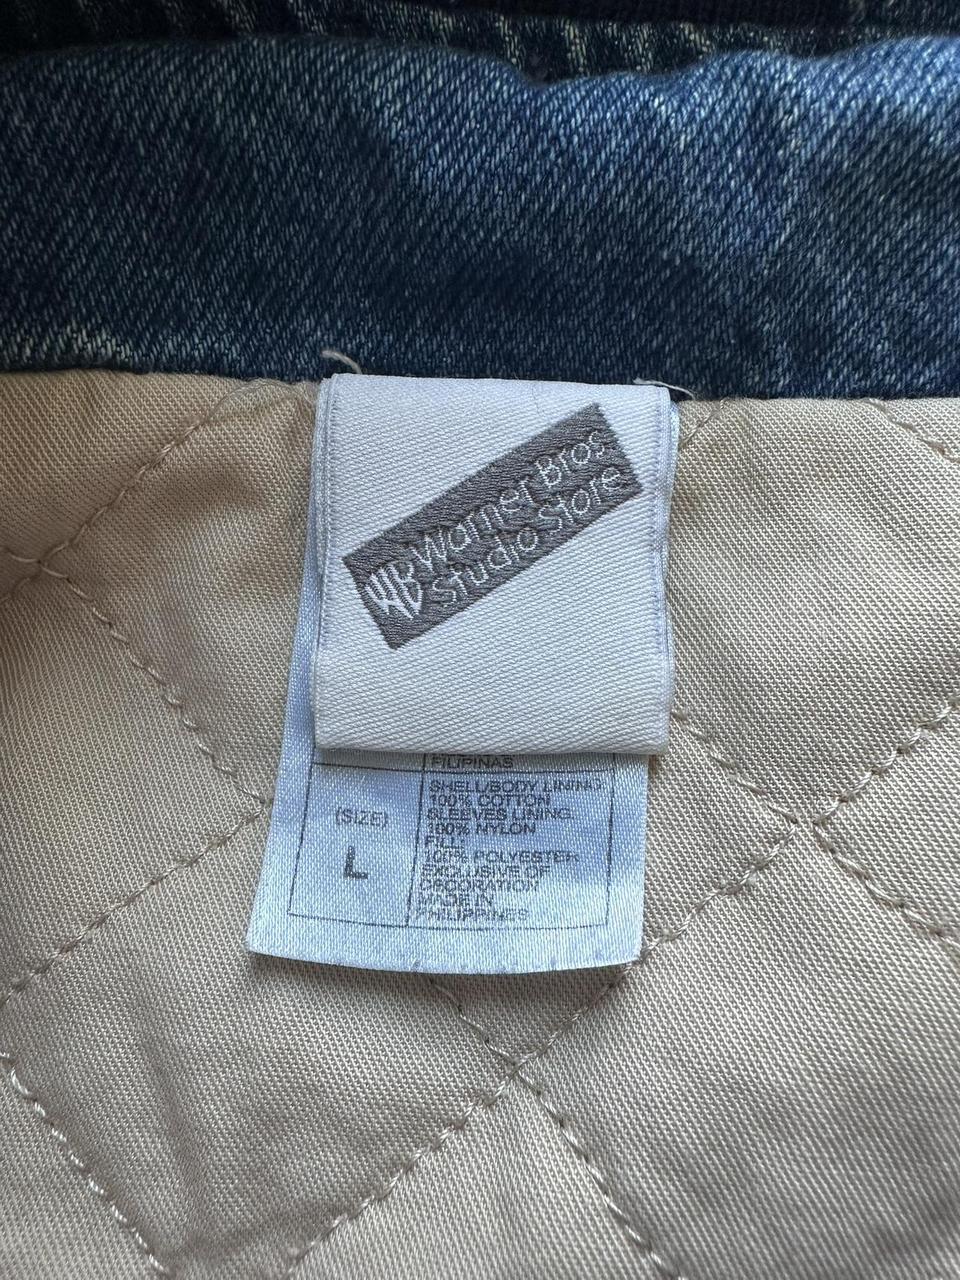 WB Warner Bros
Studio Store
FILIPINAS
(SIZE)
L
SHELL/BODY LINING:
100% COTTON
SLEEVES LINING:
100% NYLON
FILL:
100% POLYESTER
EXCLUSIVE OF
DECORATION
MADE IN
PHILIPPINES